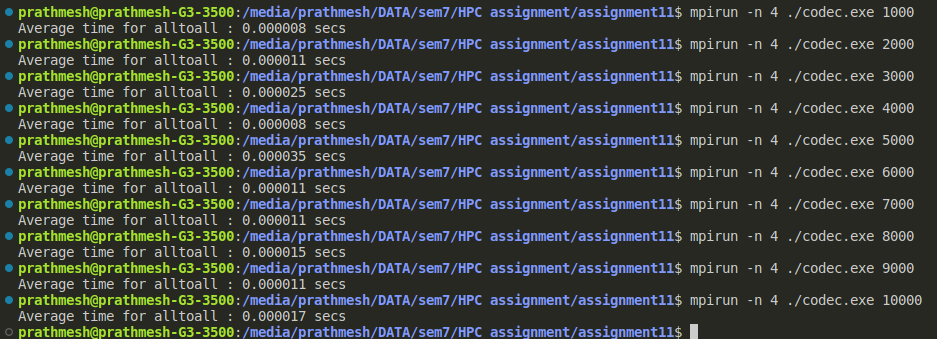 prathmesh@prathmesh-G3-3500:/media/prathmesh/DATA/sem7/HPC assignment/assignment11$ mpirun -n 4 ./codec.exe 1000
Average time for alltoall : 0.000008 secs
prathmesh@prathmesh-G3-3500:/media/prathmesh/DATA/sem7/HPC assignment/assignment11$ mpirun -n 4 ./codec.exe 2000
Average time for alltoall : 0.000011 secs
prathmesh@prathmesh-G3-3500:/media/prathmesh/DATA/sem7/HPC assignment/assignment11$ mpirun -n 4 ./codec.exe 3000
Average time for alltoall : 0.000025 secs
prathmesh@prathmesh-G3-3500:/media/prathmesh/DATA/sem7/HPC assignment/assignment11$ mpirun -n 4 ./codec.exe 4000
Average time for alltoall : 0.000008 secs
prathmesh@prathmesh-G3-3500:/media/prathmesh/DATA/sem7/HPC assignment/assignment11$ mpirun -n 4 ./codec.exe 5000
Average time for alltoall : 0.000035 secs
prathmesh@prathmesh-G3-3500:/media/prathmesh/DATA/sem7/HPC assignment/assignment11$ mpirun -n 4 ./codec.exe 6000
Average time for alltoall : 0.000011 secs
prathmesh@prathmesh-G3-3500:/media/prathmesh/DATA/sem7/HPC assignment/assignment11$ mpirun -n 4 ./codec.exe 7000
Average time for alltoall : 0.000011 secs
prathmesh@prathmesh-G3-3500:/media/prathmesh/DATA/sem7/HPC assignment/assignment11$ mpirun -n 4 ./codec.exe 8000
Average time for alltoall : 0.000015 secs
prathmesh@prathmesh-G3-3500:/media/prathmesh/DATA/sem7/HPC assignment/assignment11$ mpirun -n 4 ./codec.exe 9000
Average time for alltoall : 0.000011 secs
prathmesh@prathmesh-G3-3500:/media/prathmesh/DATA/sem7/HPC assignment/assignment11$ mpirun -n 4 ./codec.exe 10000
Average time for alltoall : 0.000017 secs
prathmesh@prathmesh-G3-3500:/media/prathmesh/DATA/sem7/HPC assignment/assignment11$